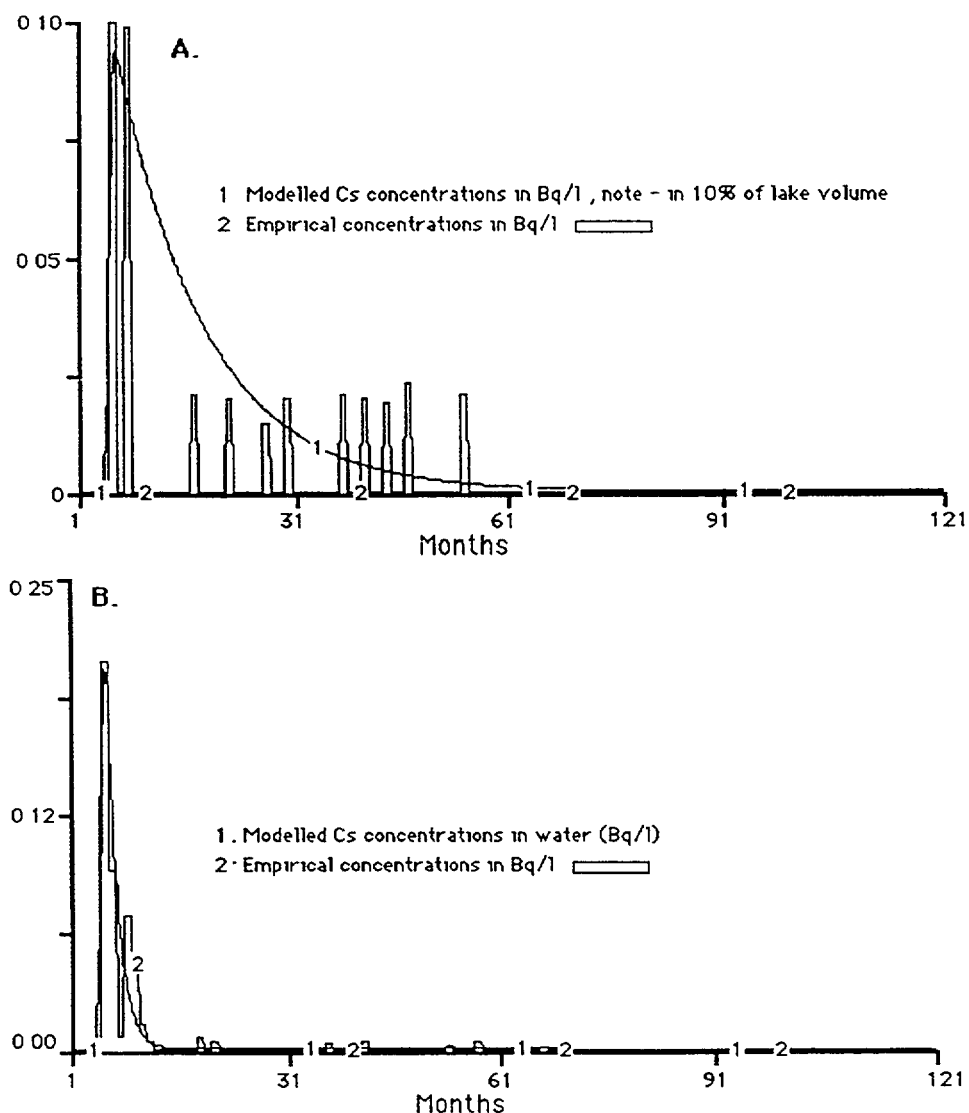 0 10
A.
1 Modelled Cs concentrations in Bq/l , note - in 10% of lake volume
2 Empirical concentrations in Bq/l
0 05
1
0
1 2 2 1 2 1 2
1 31 61 91 121
Months
0 25
B.
0 12
1. Modelled Cs concentrations in water (Bq/l)
2- Empirical concentrations in Bq/l
2
0 00
1 1 2 1 2 1 2
1 31 61 91 121
Months